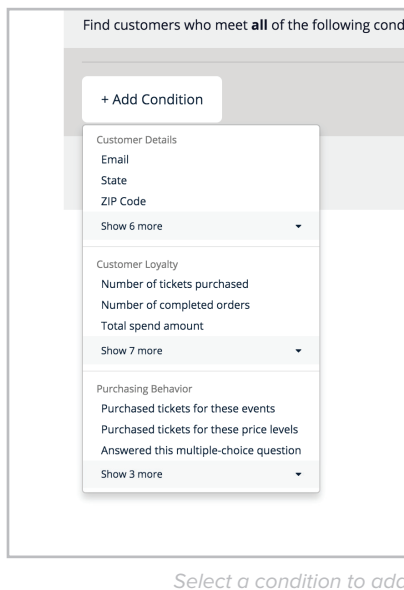 Find customers who meet all of the following cond
+ Add Condition
Customer Details
Email
State
ZIP Code
Show 6 more
Customer Loyalty
Number of tickets purchased
Number of completed orders
Total spend amount
Show 7 more
Purchasing Behavior
Purchased tickets for these events
Purchased tickets for these price levels
Answered this multiple-choice question
Show 3 more
Select a condition to add